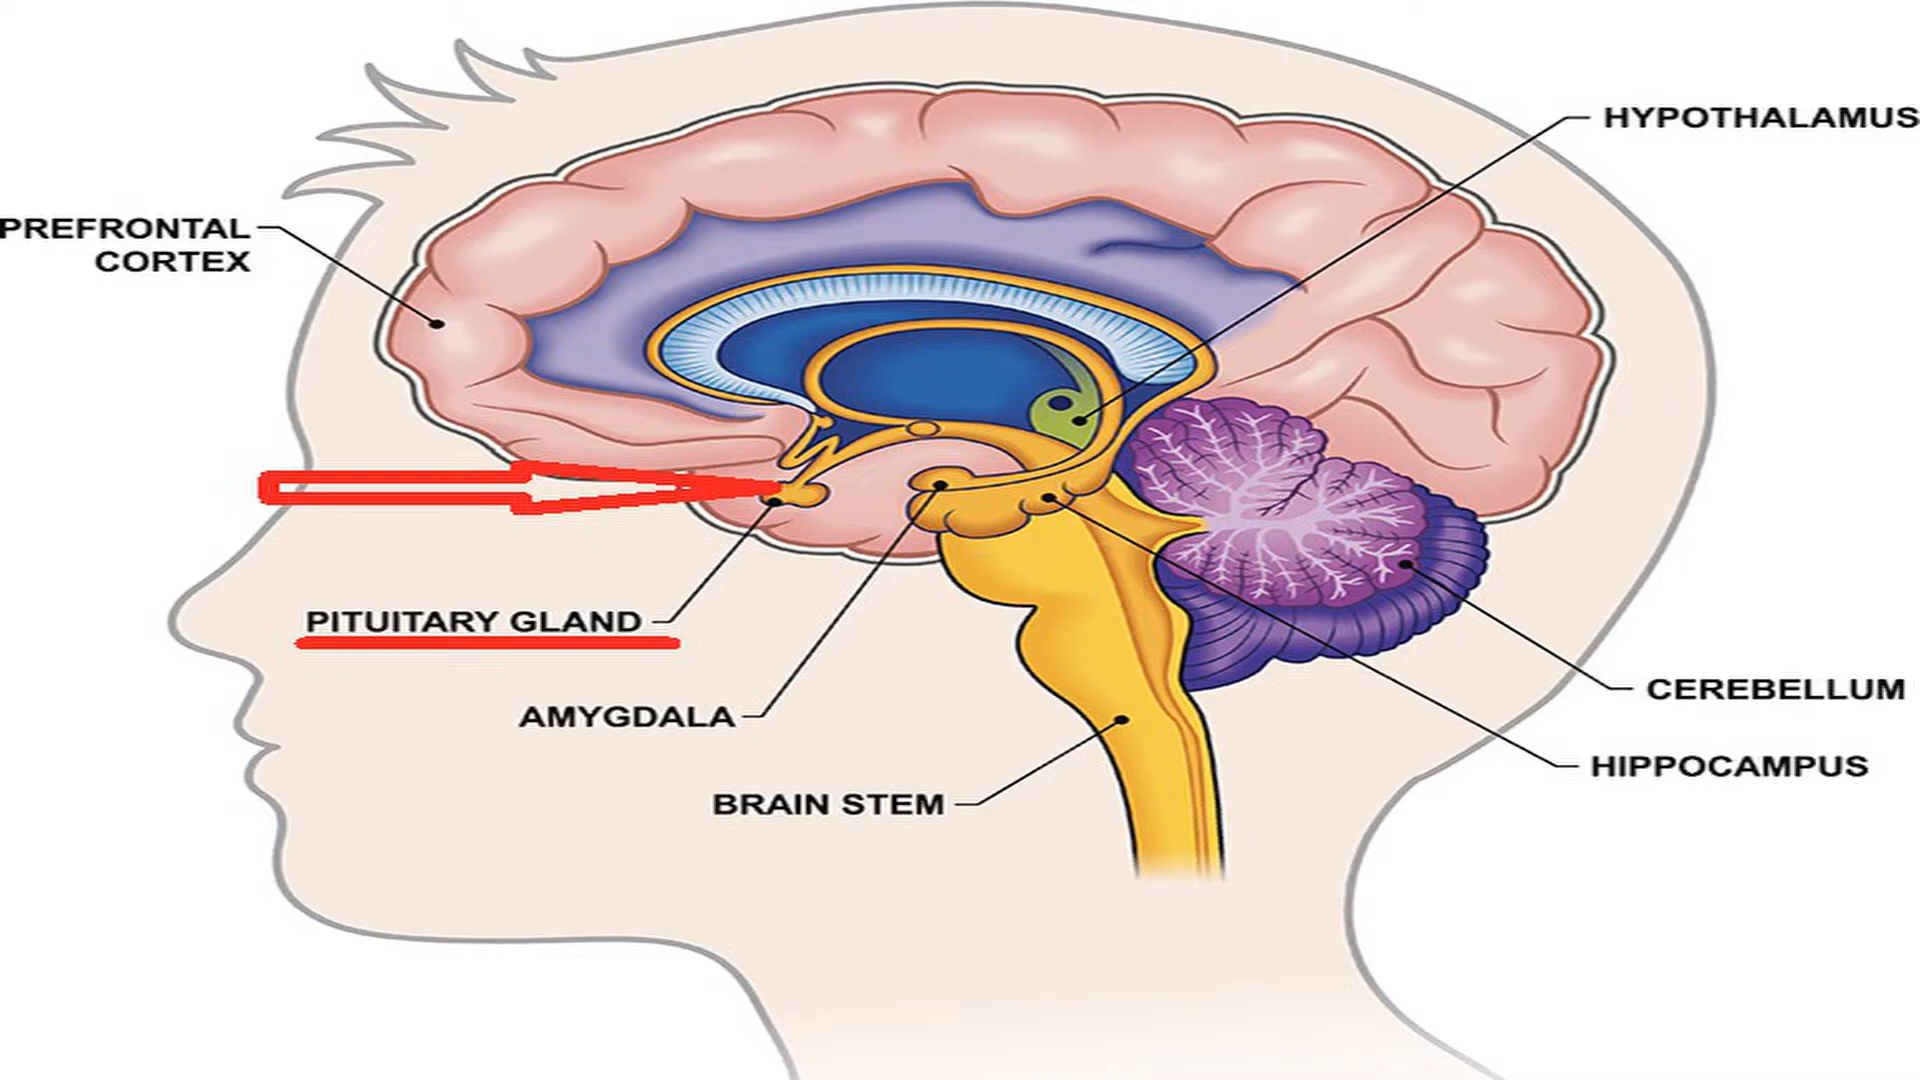 HYPOTHALAMUS
PREFRONTAL
CORTEX
PITUITARY GLAND
AMYGDALA
BRAIN STEM
CEREBELLUM
HIPPOCAMPUS